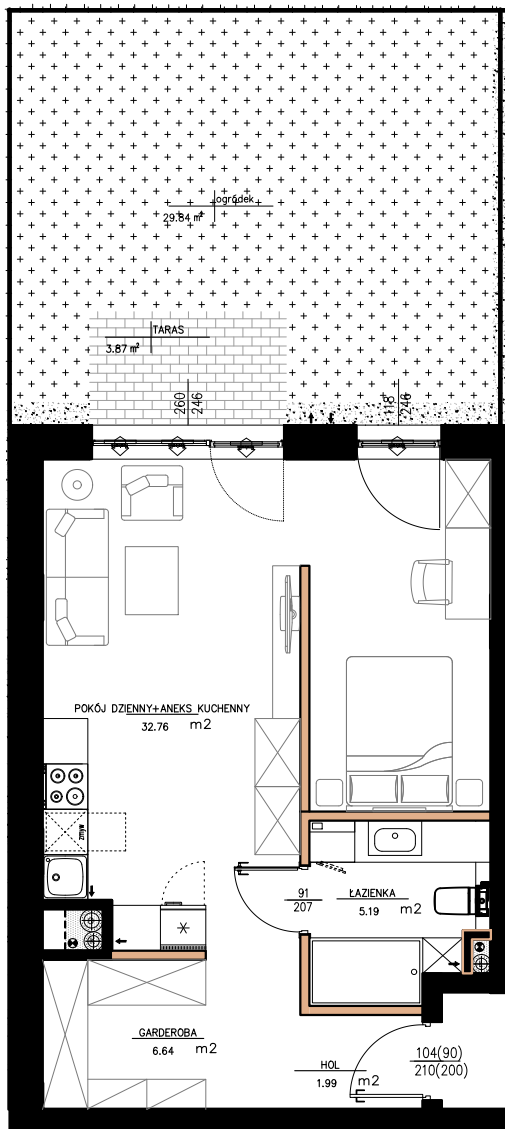 ogródek
29.84 m²
TARAS
3.87 m²
260
246
118
246
POKÓJ DZIENNY+ANEKS KUCHENNY
32.76 m2
zmyw
91
207
ŁAZIENKA
5.19 m2
GARDEROBA
6.64 m2
HOL
1.99 m2
104(90)
210(200)